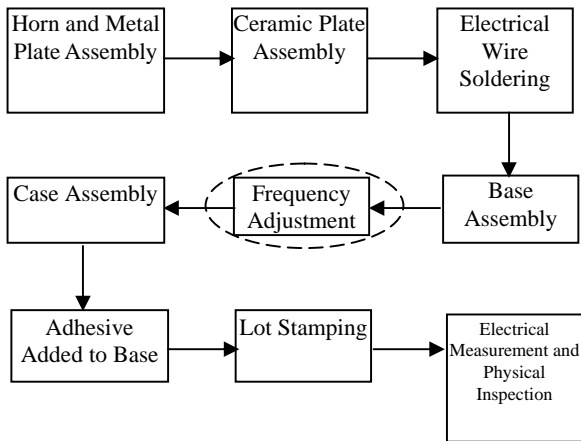 Horn and Metal
Plate Assembly
Ceramic Plate
Assembly
Electrical
Wire
Soldering
Base
Assembly
Frequency
Adjustment
Case Assembly
Adhesive
Added to Base
Lot Stamping
Electrical
Measurement and
Physical
Inspection